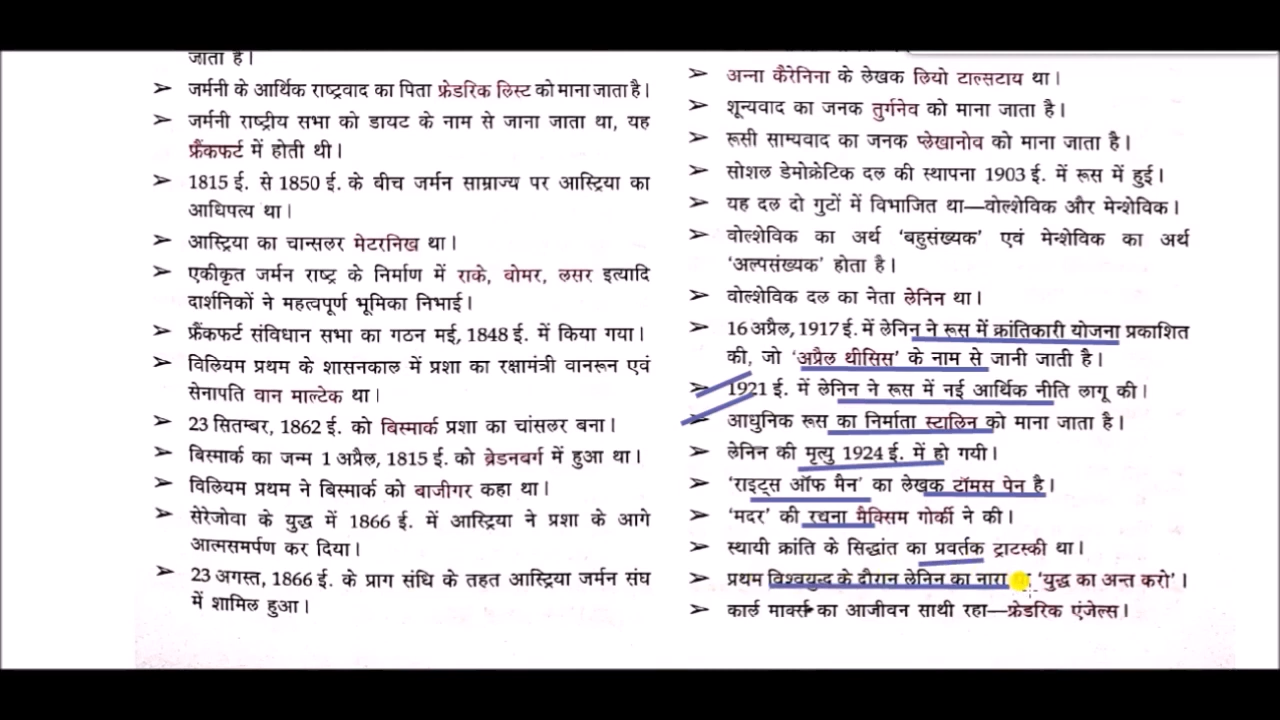 जाता है।
➢ जर्मनी के आर्थिक राष्ट्रवाद का पिता फ्रेडरिक लिस्ट को माना जाता है।
➢ जर्मनी राष्ट्रीय सभा को डायट के नाम से जाना जाता था, यह
फ्रैंकफर्ट में होती थी।
➢ 1815 ई. से 1850 ई. के बीच जर्मन साम्राज्य पर आस्ट्रिया का
आधिपत्य था।
➢ आस्ट्रिया का चान्सलर मेटरनिख था।
➢ एकीकृत जर्मन राष्ट्र के निर्माण में राके, वोमर, लसर इत्यादि
दार्शनिकों ने महत्वपूर्ण भूमिका निभाई।
➢ फ्रैंकफर्ट संविधान सभा का गठन मई, 1848 ई. में किया गया।
➢ विलियम प्रथम के शासनकाल में प्रशा का रक्षामंत्री वानरून एवं
सेनापति वान माल्टेक था।
➢ 23 सितम्बर, 1862 ई. को बिस्मार्क प्रशा का चांसलर बना।
➢ बिस्मार्क का जन्म 1 अप्रैल, 1815 ई. को ब्रेडनबर्ग में हुआ था।
➢ विलियम प्रथम ने बिस्मार्क को बाजीगर कहा था।
➢ सेरेजोवा के युद्ध में 1866 ई. में आस्ट्रिया ने प्रशा के आगे
आत्मसमर्पण कर दिया।
➢ 23 अगस्त, 1866 ई. के प्राग संधि के तहत आस्ट्रिया जर्मन संघ
में शामिल हुआ।
➢ अन्ना कैरेनिना के लेखक लियो टाल्सटाय था।
➢ शून्यवाद का जनक तुर्गनेव को माना जाता है।
➢ रूसी साम्यवाद का जनक प्लेखानोव को माना जाता है।
➢ सोशल डेमोक्रेटिक दल की स्थापना 1903 ई. में रूस में हुई।
➢ यह दल दो गुटों में विभाजित था—वोल्शेविक और मेन्शेविक।
➢ वोल्शेविक का अर्थ ‘बहुसंख्यक’ एवं मेन्शेविक का अर्थ
‘अल्पसंख्यक’ होता है।
➢ वोल्शेविक दल का नेता लेनिन था।
➢ 16 अप्रैल, 1917 ई. में लेनिन ने रूस में क्रांतिकारी योजना प्रकाशित
की, जो ‘अप्रैल थीसिस’ के नाम से जानी जाती है।
➢ 1921 ई. में लेनिन ने रूस में नई आर्थिक नीति लागू की।
आधुनिक रूस का निर्माता स्टालिन को माना जाता है।
➢ लेनिन की मृत्यु 1924 ई. में हो गयी।
➢ ‘राइट्स ऑफ मैन’ का लेखक टॉमस पेन है।
➢ ‘मदर’ की रचना मैक्सिम गोर्की ने की।
➢ स्थायी क्रांति के सिद्धांत का प्रवर्तक ट्राटस्की था।
➢ प्रथम विश्वयुद्ध के दौरान लेनिन का नारा ‘युद्ध का अन्त करो’।
➢ कार्ल मार्क्स का आजीवन साथी रहा—फ्रेडरिक एंजेल्स।